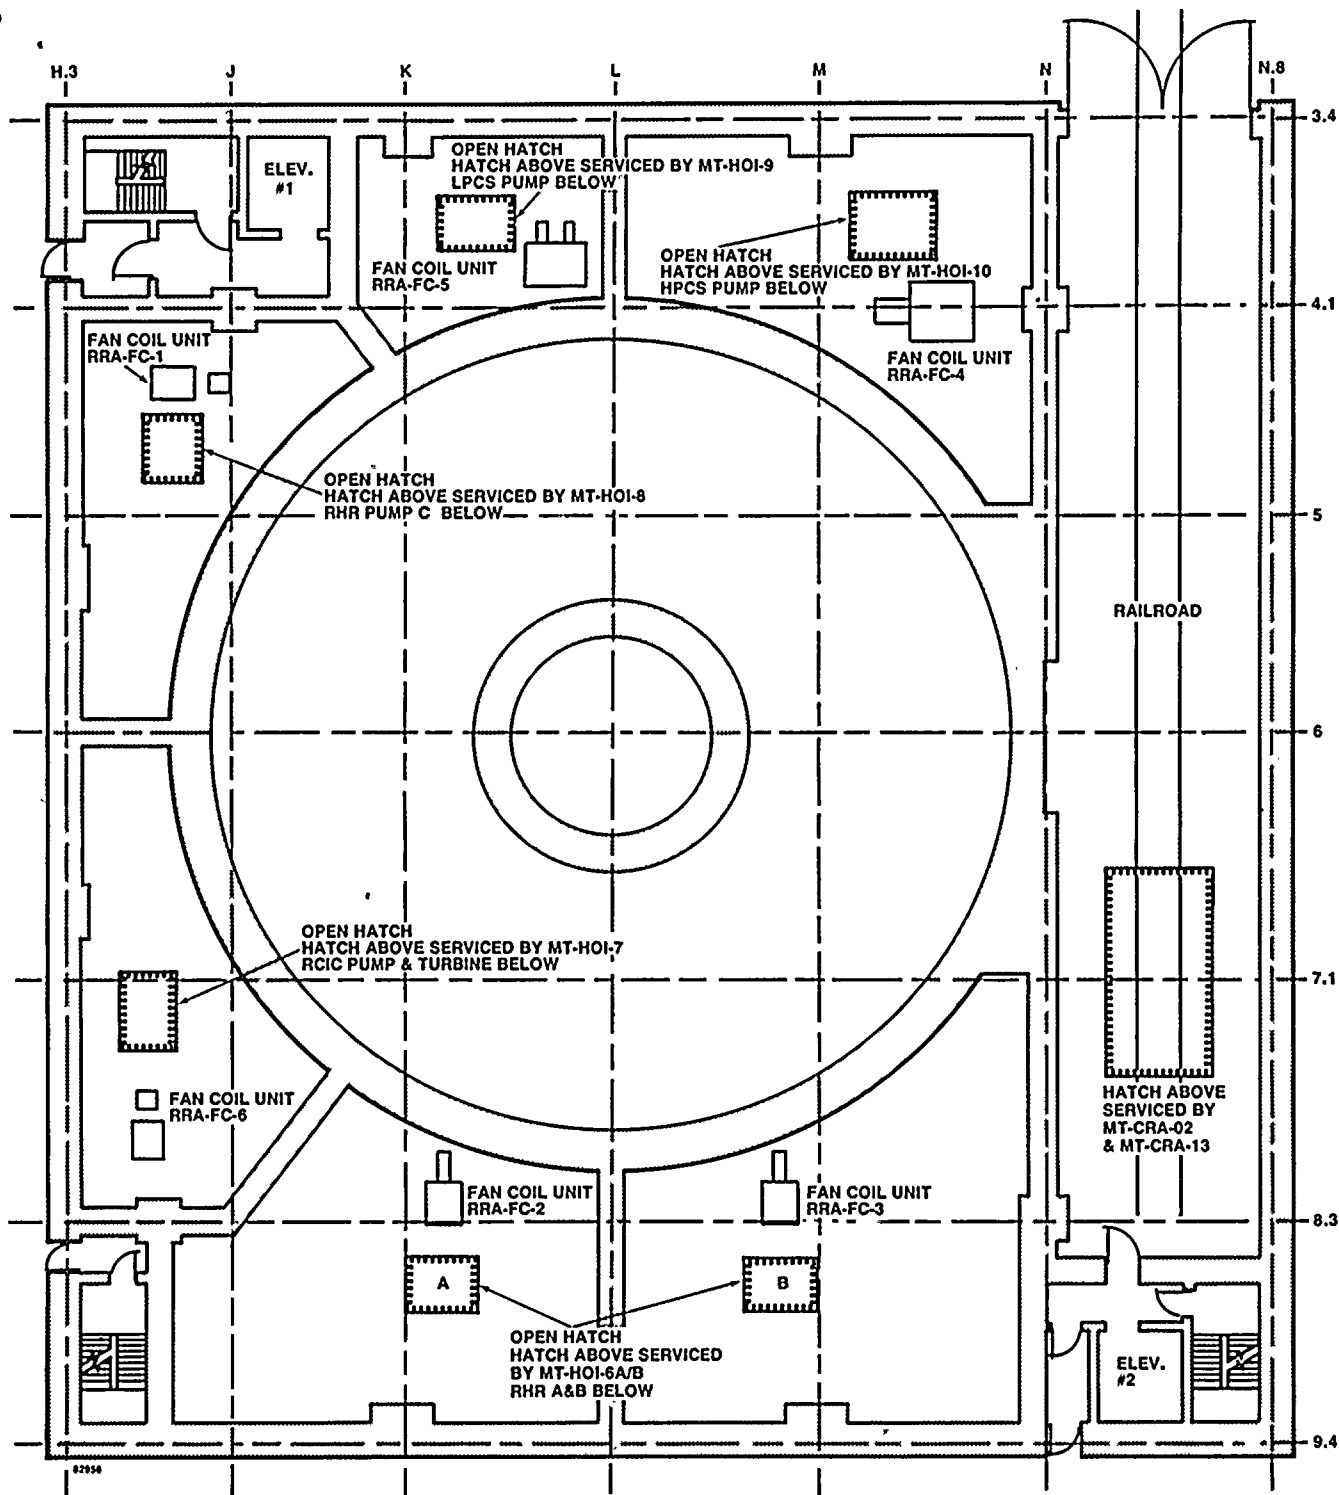 H.3 J K L M N N.8
3.4
ELEV.
#1
OPEN HATCH
HATCH ABOVE SERVICED BY MT-HOI-9
LPCS PUMP BELOW
FAN COIL UNIT
RRA-FC-5
OPEN HATCH
HATCH ABOVE SERVICED BY MT-HOI-10
HPCS PUMP BELOW
4.1
FAN COIL UNIT
RRA-FC-1
FAN COIL UNIT
RRA-FC-4
OPEN HATCH
HATCH ABOVE SERVICED BY MT-HOI-8
RHR PUMP C BELOW
5
RAILROAD
6
OPEN HATCH
HATCH ABOVE SERVICED BY MT-HOI-7
RCIC PUMP & TURBINE BELOW
7.1
FAN COIL UNIT
RRA-FC-6
HATCH ABOVE
SERVICED BY
MT-CRA-02
& MT-CRA-13
FAN COIL UNIT
RRA-FC-2
FAN COIL UNIT
RRA-FC-3
8.3
A
B
OPEN HATCH
HATCH ABOVE SERVICED
BY MT-HOI-6A/B
RHR A&B BELOW
ELEV.
#2
9.4
82956